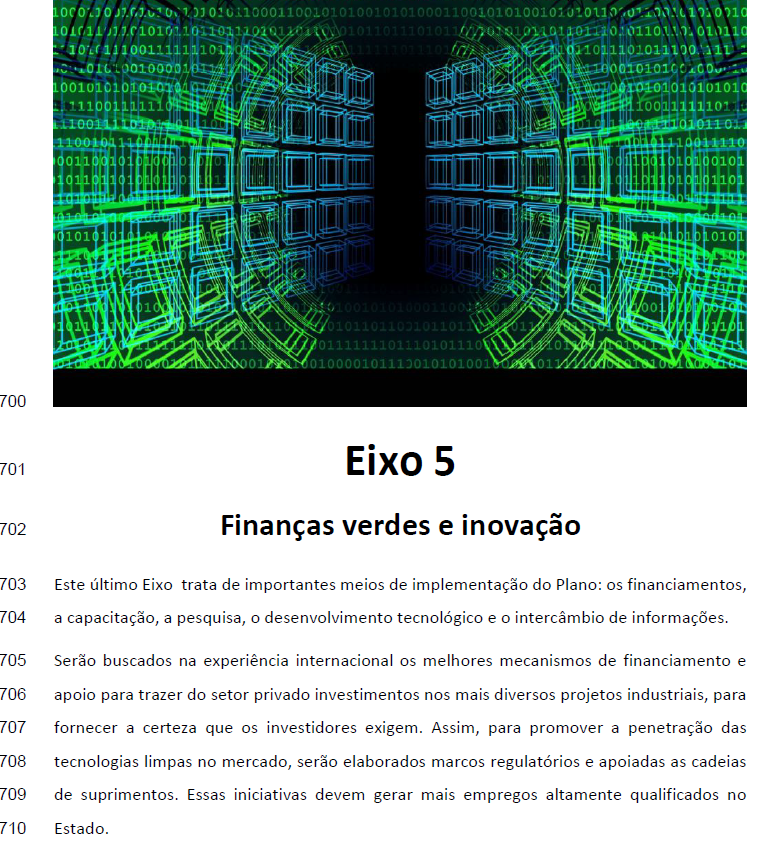 700
701 Eixo 5
702 Finanças verdes e inovação
703 Este último Eixo trata de importantes meios de implementação do Plano: os financiamentos,
704 a capacitação, a pesquisa, o desenvolvimento tecnológico e o intercâmbio de informações.
705 Serão buscados na experiência internacional os melhores mecanismos de financiamento e
706 apoio para trazer do setor privado investimentos nos mais diversos projetos industriais, para
707 fornecer a certeza que os investidores exigem. Assim, para promover a penetração das
708 tecnologias limpas no mercado, serão elaborados marcos regulatórios e apoiadas as cadeias
709 de suprimentos. Essas iniciativas devem gerar mais empregos altamente qualificados no
710 Estado.